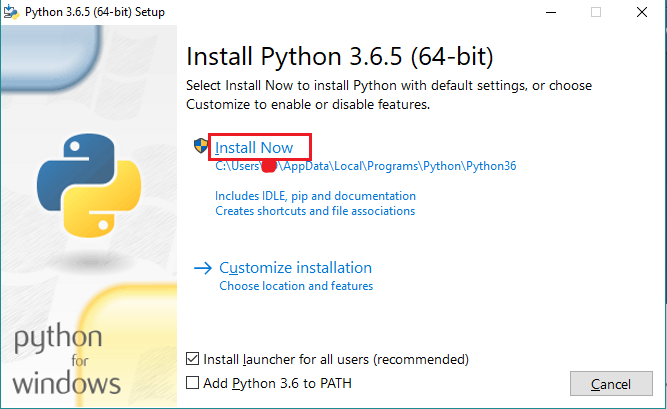 Python 3.6.5 (64-bit) Setup
Install Python 3.6.5 (64-bit)
Select Install Now to install Python with default settings, or choose
Customize to enable or disable features.
Install Now
C:\Users\ \AppData\Local\Programs\Python\Python36
Includes IDLE, pip and documentation
Creates shortcuts and file associations
Customize installation
Choose location and features
python
for
windows
Install launcher for all users (recommended)
Add Python 3.6 to PATH
Cancel